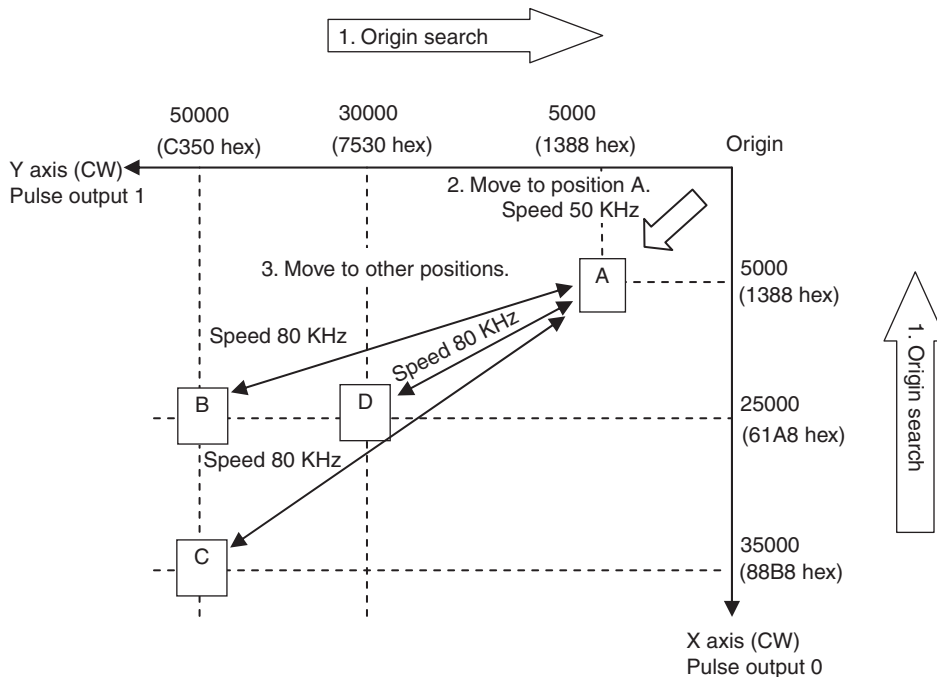 1. Origin search
50000
(C350 hex)
30000
(7530 hex)
5000
(1388 hex)
Origin
Y axis (CW)
Pulse output 1
2. Move to position A.
Speed 50 KHz
3. Move to other positions.
A
5000
(1388 hex)
Speed 80 KHz
Speed 80 KHz
1. Origin search
B
D
25000
(61A8 hex)
Speed 80 KHz
C
35000
(88B8 hex)
X axis (CW)
Pulse output 0